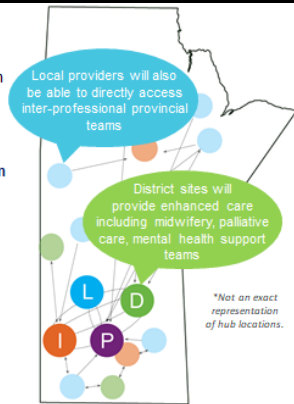 n
Local providers will also
be able to directly access
inter-professional provincial
teams
n
District sites will
provide enhanced care
including midwifery, palliative
care, mental health support
teams
L
D
*Not an exact
representation
of hub locations.
I
P